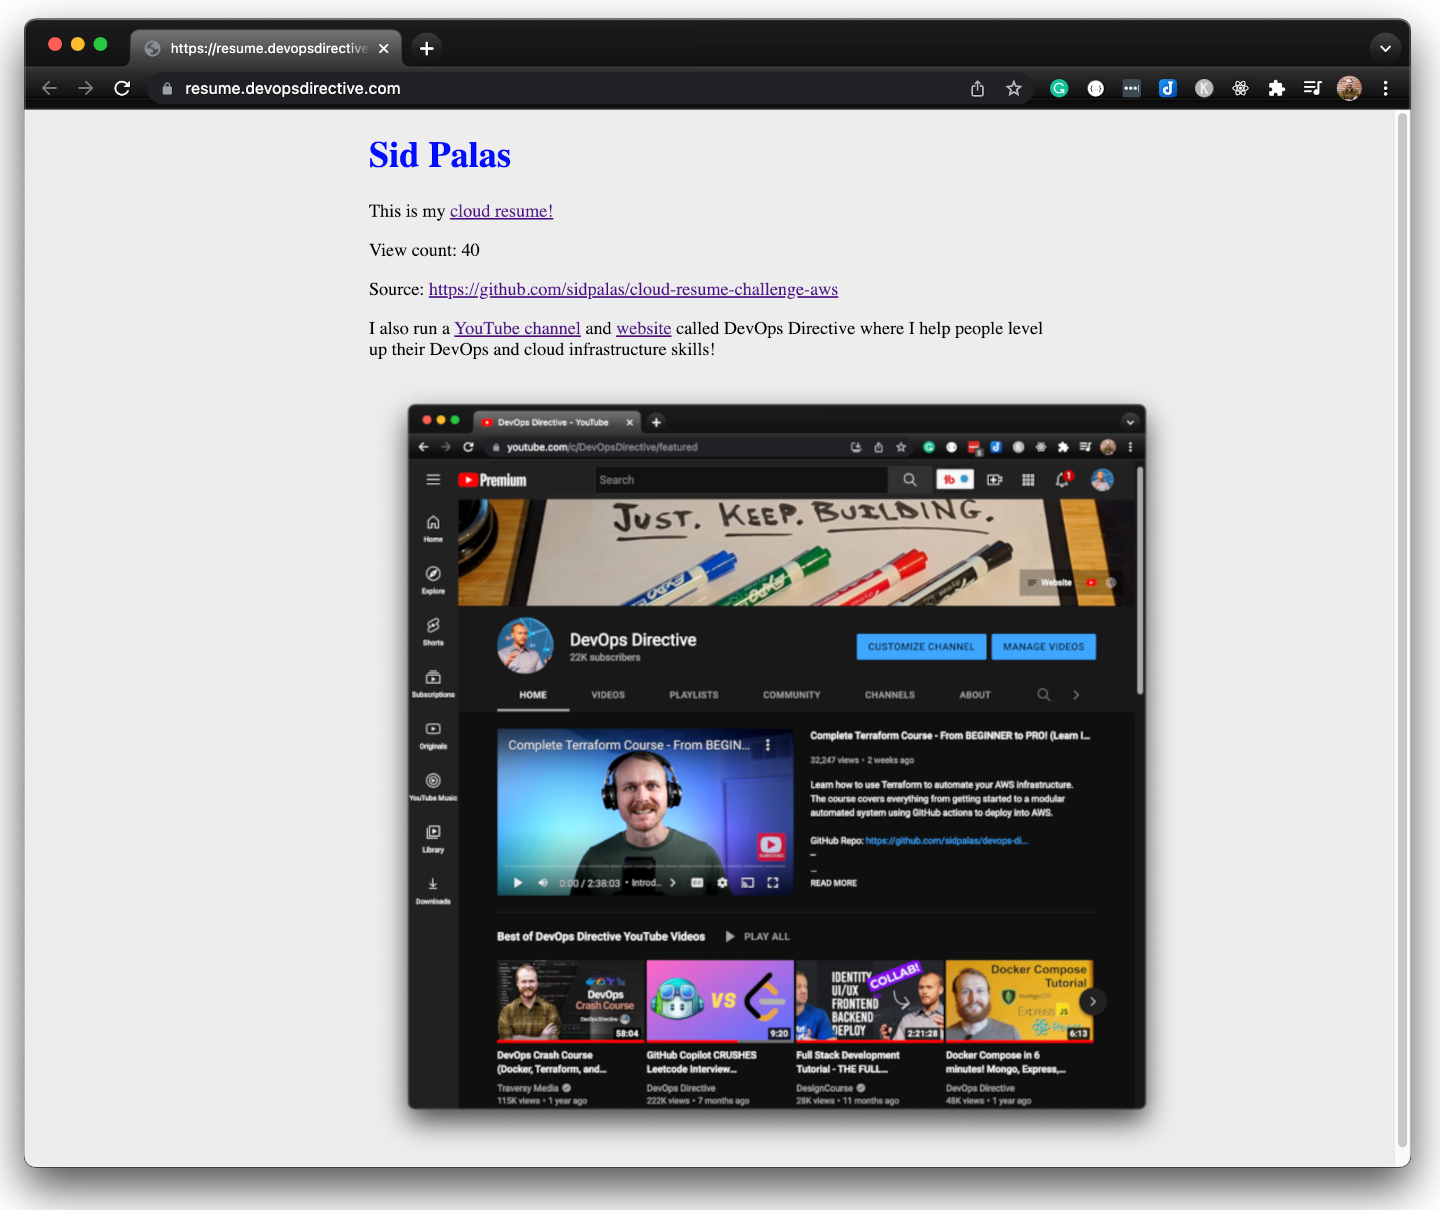 https://resume.devopsdirective
resume.devopsdirective.com
Sid Palas
This is my cloud resume!
View count: 40
Source: https://github.com/sidpalas/cloud-resume-challenge-aws
I also run a YouTube channel and website called DevOps Directive where I help people level
up their DevOps and cloud infrastructure skills!
DevOps Directive - YouTube
youtube.com/c/DevOpsDirective/featured
Premium
Search
1
JUST. KEEP. BUILDING.
Website
Home
Explore
Shorts
Subscriptions
Originals
YouTube Music
Library
Downloads
DevOps Directive
22K subscribers
CUSTOMIZE CHANNEL
MANAGE VIDEOS
HOME VIDEOS PLAYLISTS COMMUNITY CHANNELS ABOUT
Complete Terraform Course - From BEGIN...
0:00 / 2:38:03 • Introd...
Complete Terraform Course - From BEGINNER to PRO! (Learn I...
32,247 views • 2 weeks ago
Learn how to use Terraform to automate your AWS infrastructure.
The course covers everything from getting started to a modular
automated system using GitHub actions to deploy into AWS.
GitHub Repo: https://github.com/sidpalas/devops-di...
--
...
READ MORE
Best of DevOps Directive YouTube Videos PLAY ALL
DevOps
Crash Course
DevOps Directive
58:04
VS
9:20
IDENTITY
UI/UX
FRONTEND
BACKEND
DEPLOY
COLLAB!
2:21:28
Docker Compose
Tutorial
mongoDB
Express JS
React
6:13
DevOps Crash Course
(Docker, Terraform, and...
Traversy Media
115K views • 1 year ago
GitHub Copilot CRUSHES
Leetcode Interview...
DevOps Directive
222K views • 7 months ago
Full Stack Development
Tutorial - THE FULL...
DesignCourse
28K views • 11 months ago
Docker Compose in 6
minutes! Mongo, Express,...
DevOps Directive
48K views • 1 year ago